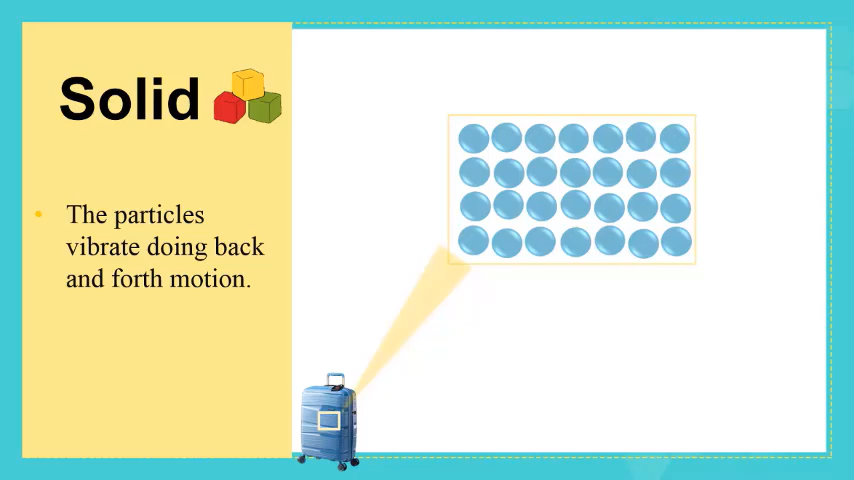 Solid
• The particles
vibrate doing back
and forth motion.